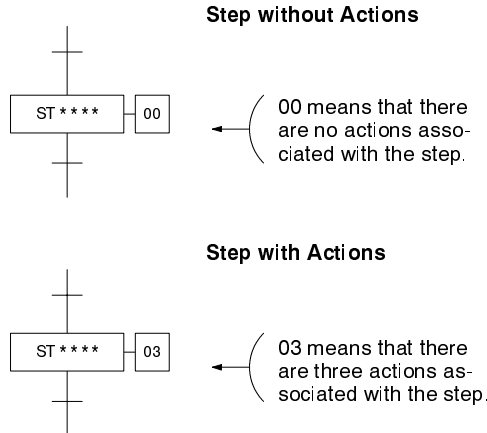 Step without Actions
ST**** 00
00 means that there
are no actions asso-
ciated with the step.
Step with Actions
ST**** 03
03 means that there
are three actions as-
sociated with the step.